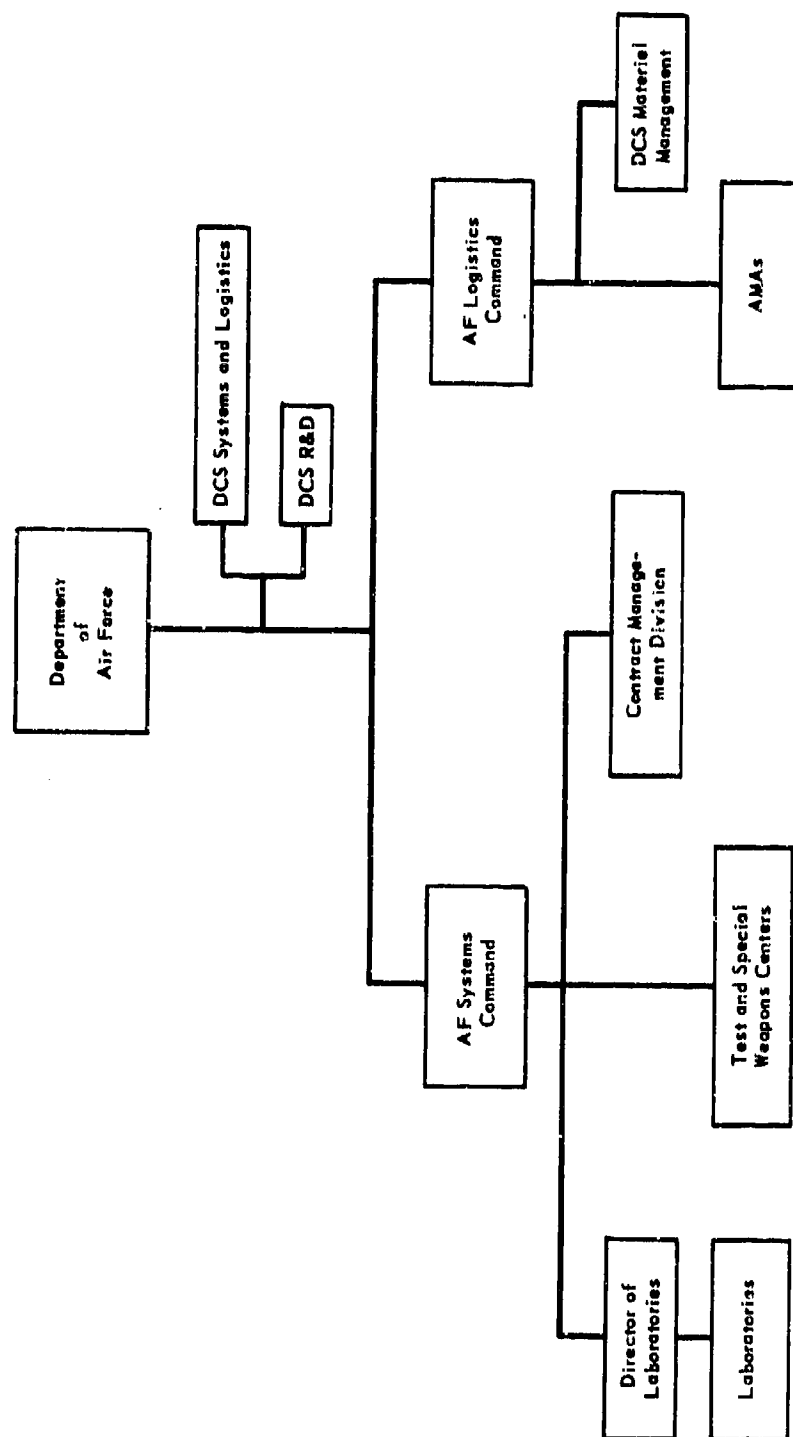 Department
of
Air Force
DCS Systems and Logistics
DCS R&D
AF Systems
Command
AF Logistics
Command
Director of
Laboratories
Contract Manage-
ment Division
DCS Materiel
Management
Laboratories
Test and Special
Weapons Centers
AMAs